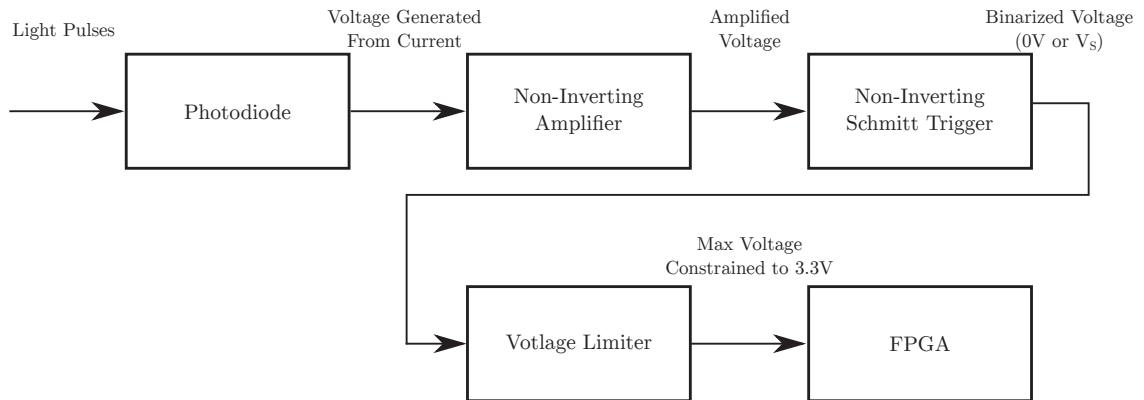 Light Pulses
Voltage Generated
From Current
Amplified
Voltage
Binarized Voltage
(0V or Vₛ)
Photodiode
Non-Inverting
Amplifier
Non-Inverting
Schmitt Trigger
Max Voltage
Constrained to 3.3V
Votlage Limiter
FPGA